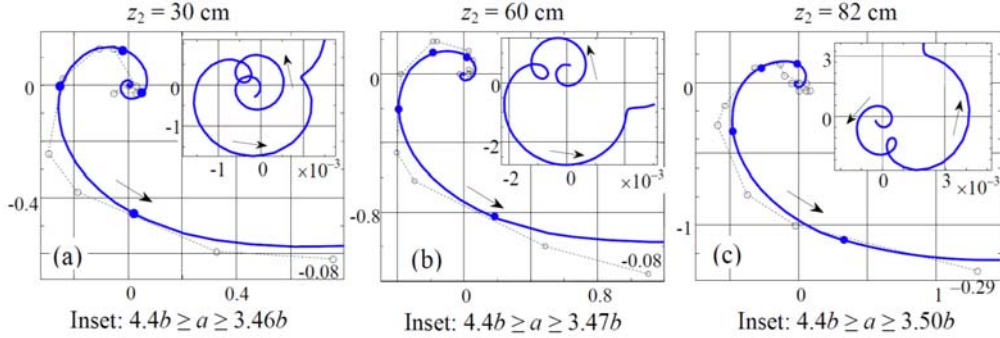 z₂ = 30 cm
z₂ = 60 cm
z₂ = 82 cm
0
-0.4
0
-1
-1 0 ×10⁻³
(a)
-0.08
0 0.4
0
-0.8
0
-2
-2 0 ×10⁻³
(b)
-0.08
0 0.8
0
-1
3
0
0 3 ×10⁻³
(c)
−0.29
0 1
Inset: 4.4b ≥ a ≥ 3.46b
Inset: 4.4b ≥ a ≥ 3.47b
Inset: 4.4b ≥ a ≥ 3.50b